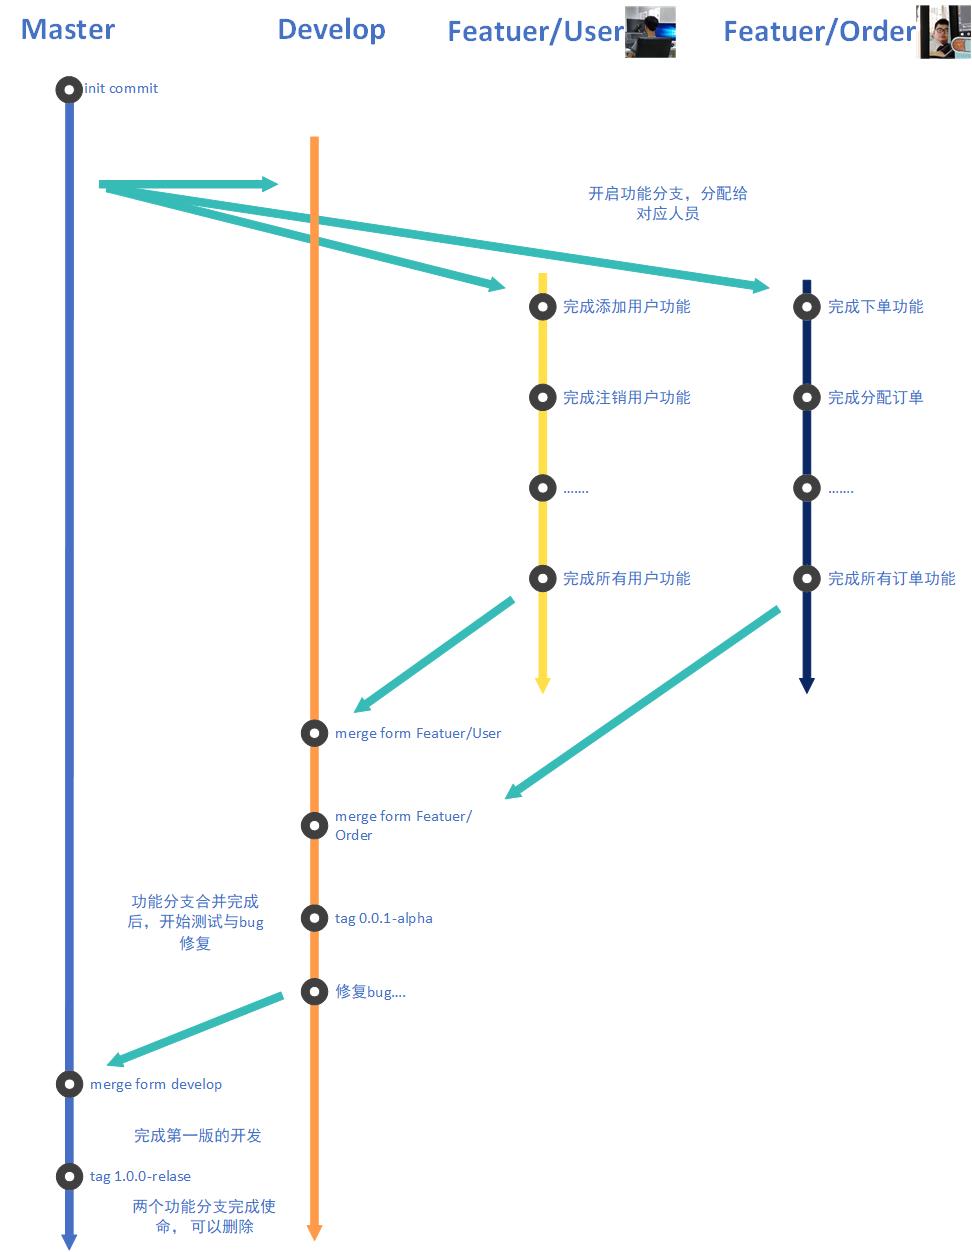 Master
Develop
Featuer/User
Featuer/Order
init commit
开启功能分支，分配给
对应人员
完成添加用户功能
完成下单功能
完成注销用户功能
完成分配订单
.......
.......
完成所有用户功能
完成所有订单功能
merge form Featuer/User
merge form Featuer/
Order
功能分支合并完成
后，开始测试与bug
修复
tag 0.0.1-alpha
修复bug....
merge form develop
完成第一版的开发
tag 1.0.0-relase
两个功能分支完成使
命，可以删除